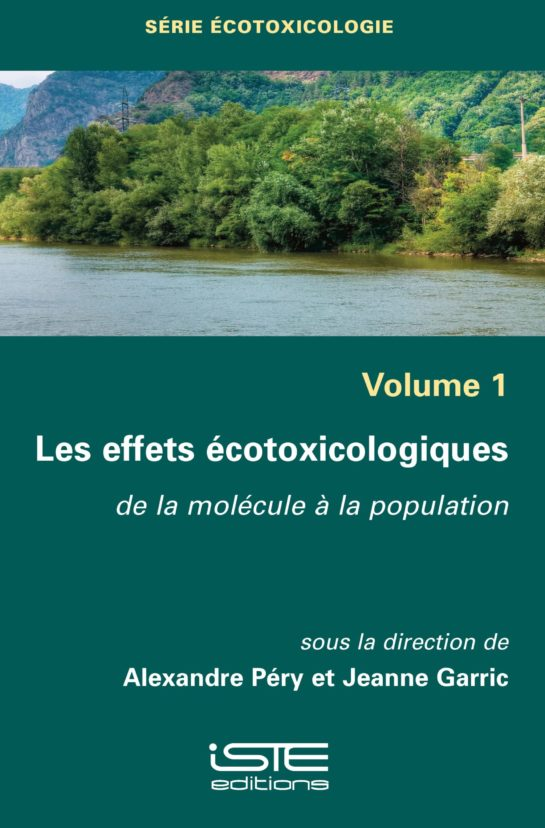 SÉRIE ÉCOTOXICOLOGIE
Volume 1
Les effets écotoxicologiques
de la molécule à la population
sous la direction de
Alexandre Péry et Jeanne Garric
iSTE
editions